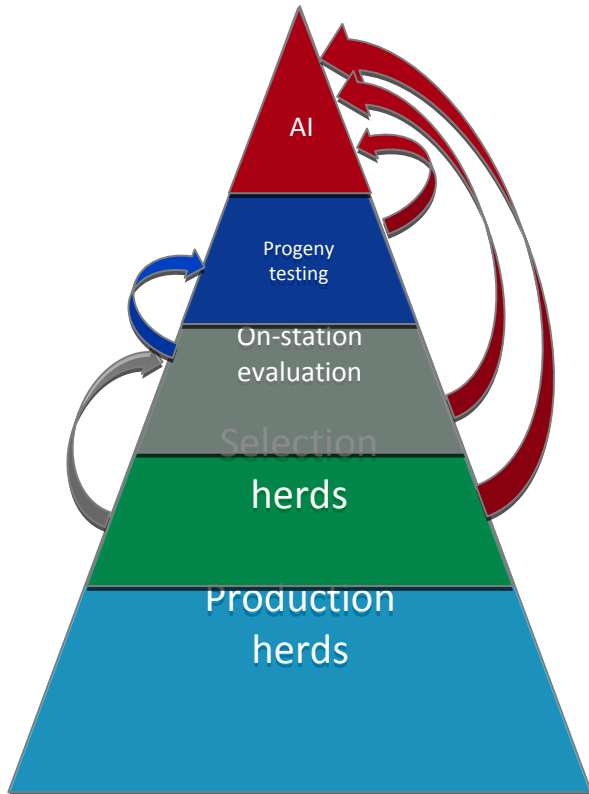 AI
Progeny
testing
On-station
evaluation
Selection
herds
Production
herds